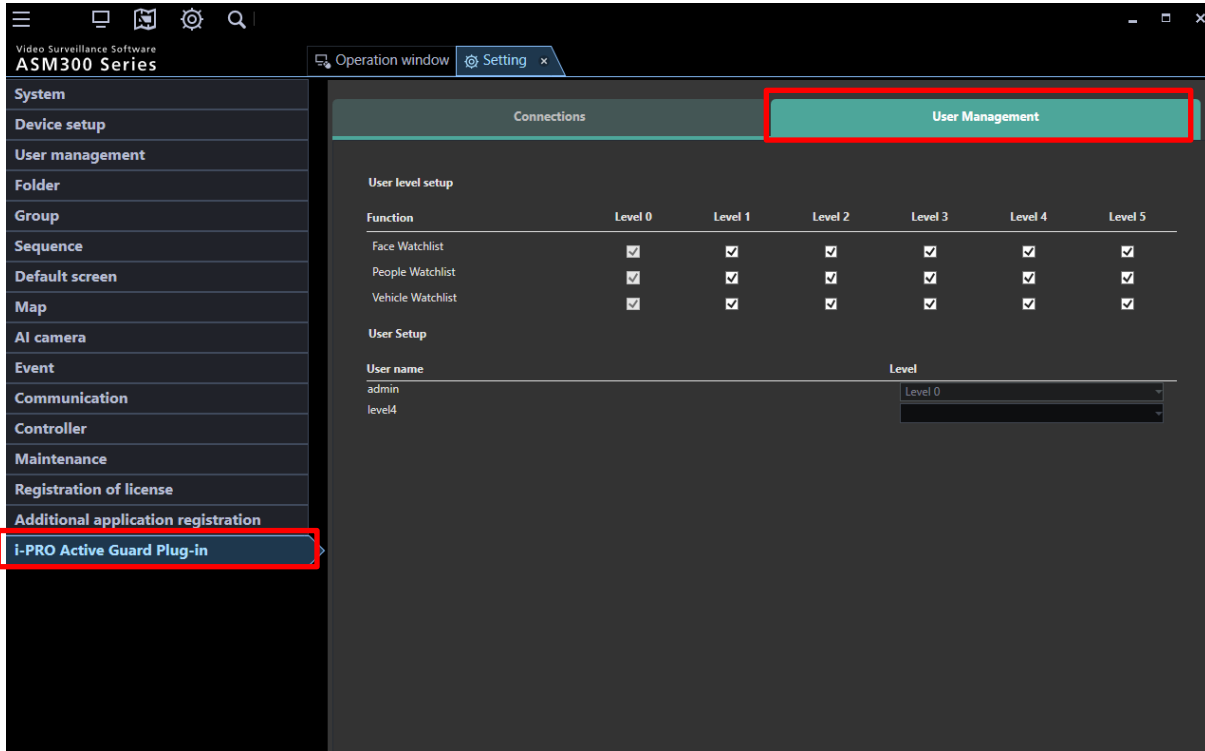 Video Surveillance Software
ASM300 Series
Operation window
Setting ×
System
Device setup
User management
Folder
Group
Sequence
Default screen
Map
AI camera
Event
Communication
Controller
Maintenance
Registration of license
Additional application registration
i-PRO Active Guard Plug-in
Connections
User Management
User level setup
Function Level 0 Level 1 Level 2 Level 3 Level 4 Level 5
Face Watchlist
People Watchlist
Vehicle Watchlist
User Setup
User name Level
admin Level 0
level4